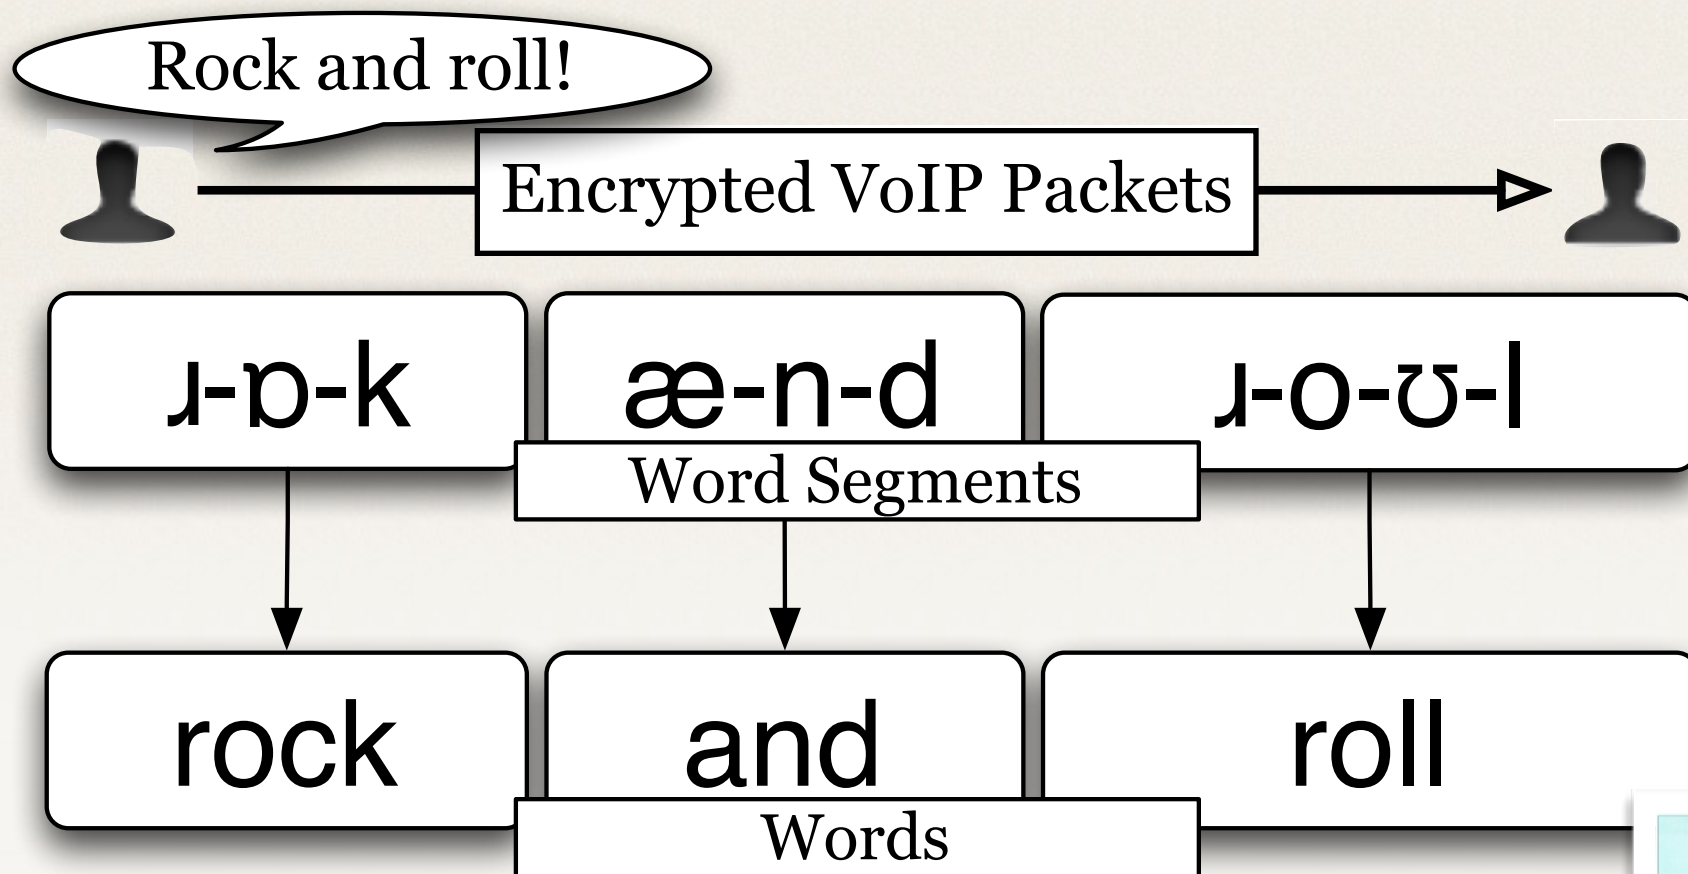 Rock and roll!
Encrypted VoIP Packets
ɹ-ɒ-k
æ-n-d
ɹ-o-ʊ-l
Word Segments
rock
and
roll
Words